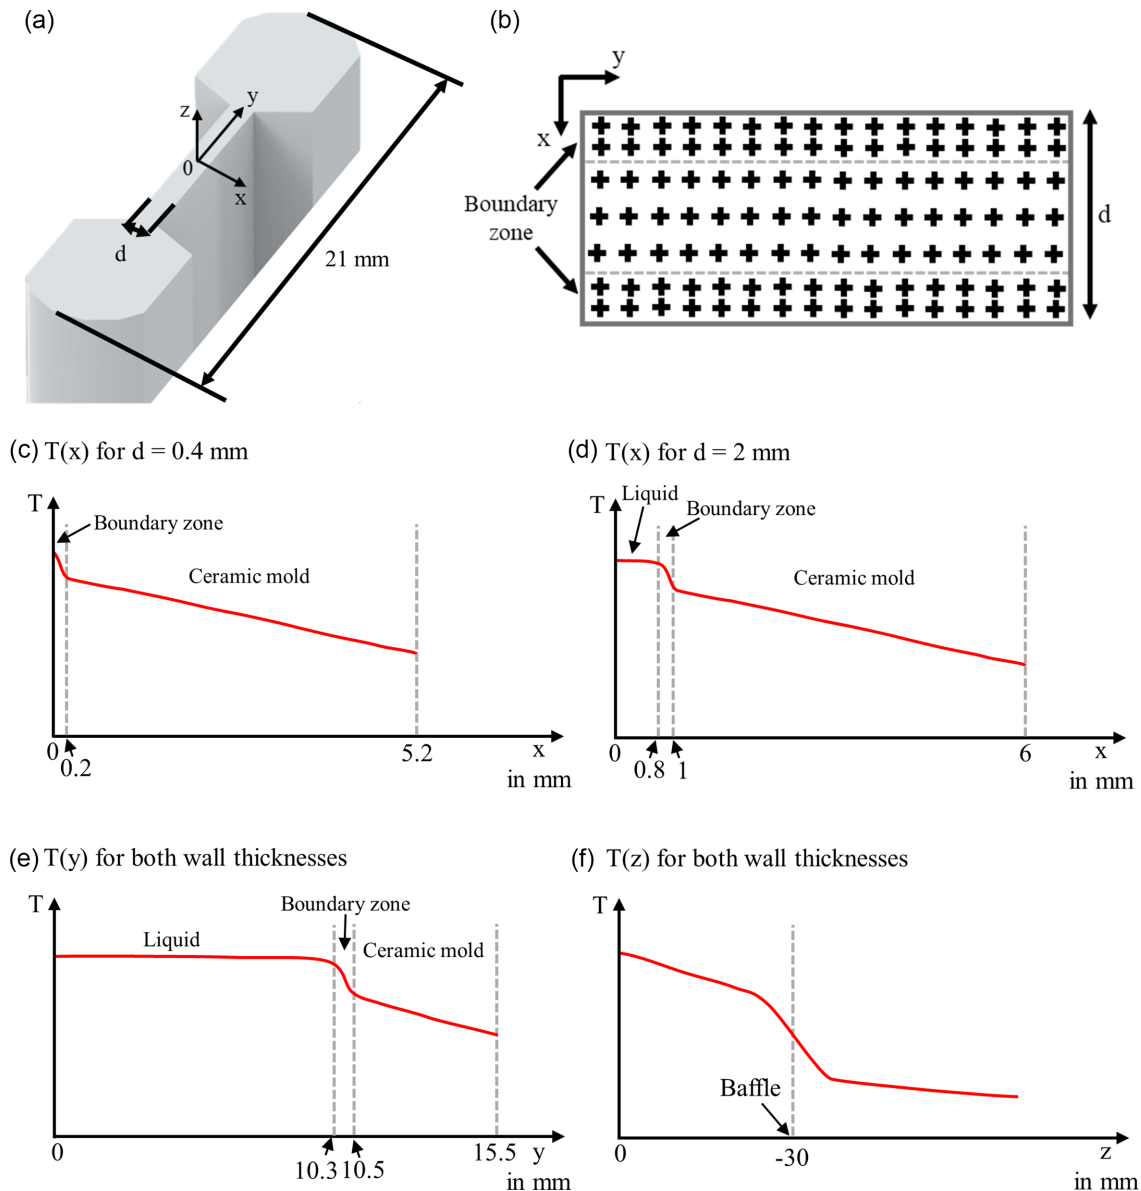 (a)
z
y
0
x
d
21 mm
(b)
y
x
Boundary
zone
d
(c) T(x) for d = 0.4 mm
T
Boundary zone
Ceramic mold
0
0.2
5.2
x
in mm
(d) T(x) for d = 2 mm
T
Liquid
Boundary zone
Ceramic mold
0
0.8
1
6
x
in mm
(e) T(y) for both wall thicknesses
T
Boundary zone
Liquid
Ceramic mold
0
10.3
10.5
15.5
y
in mm
(f) T(z) for both wall thicknesses
T
Baffle
0
-30
z
in mm